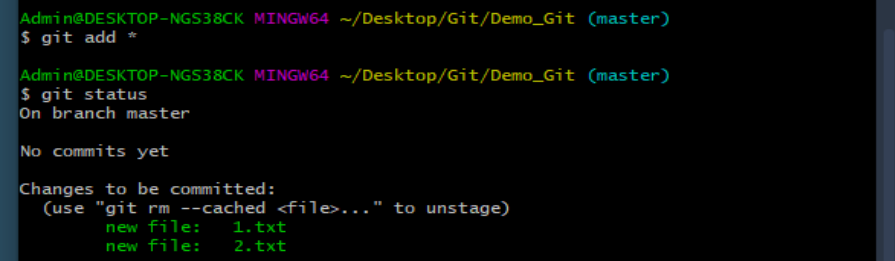 Admin@DESKTOP-NGS38CK MINGW64 ~/Desktop/Git/Demo_Git (master)
$ git add *
Admin@DESKTOP-NGS38CK MINGW64 ~/Desktop/Git/Demo_Git (master)
$ git status
On branch master
No commits yet
Changes to be committed:
  (use "git rm --cached <file>..." to unstage)
        new file:   1.txt
        new file:   2.txt